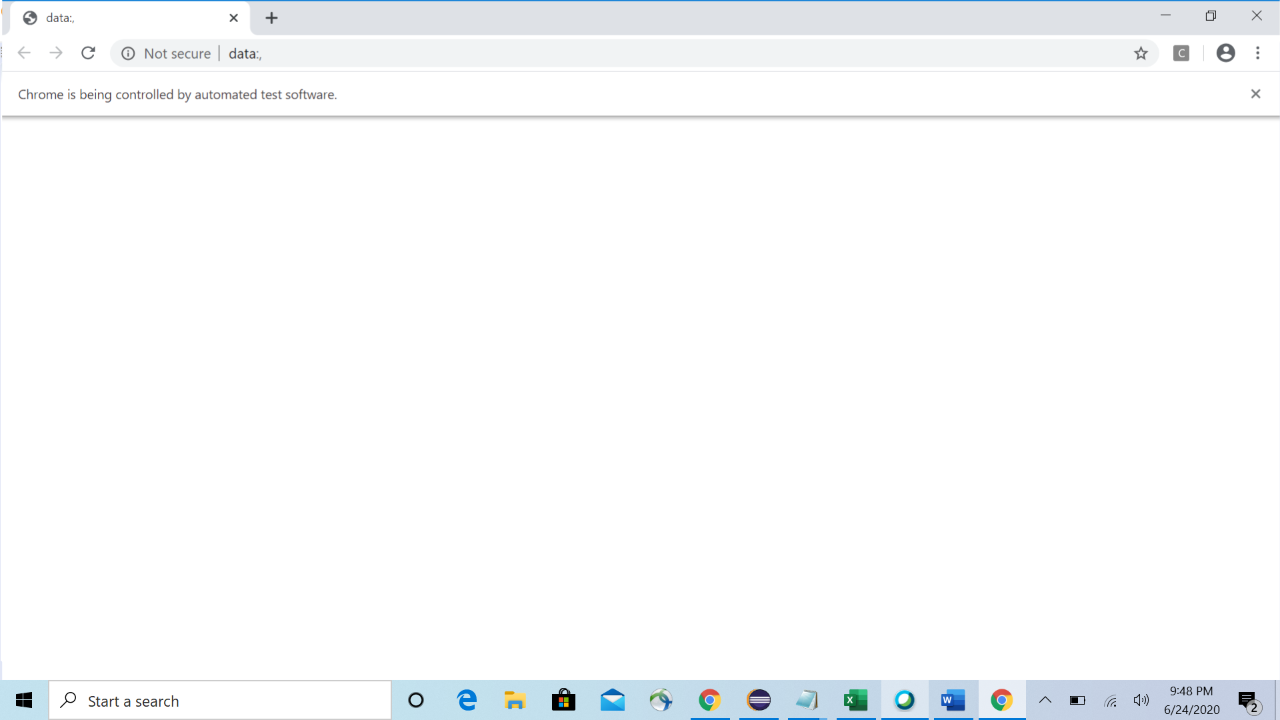 data:,
Not secure | data:,
C
Chrome is being controlled by automated test software.
Start a search
9:48 PM
6/24/2020
2